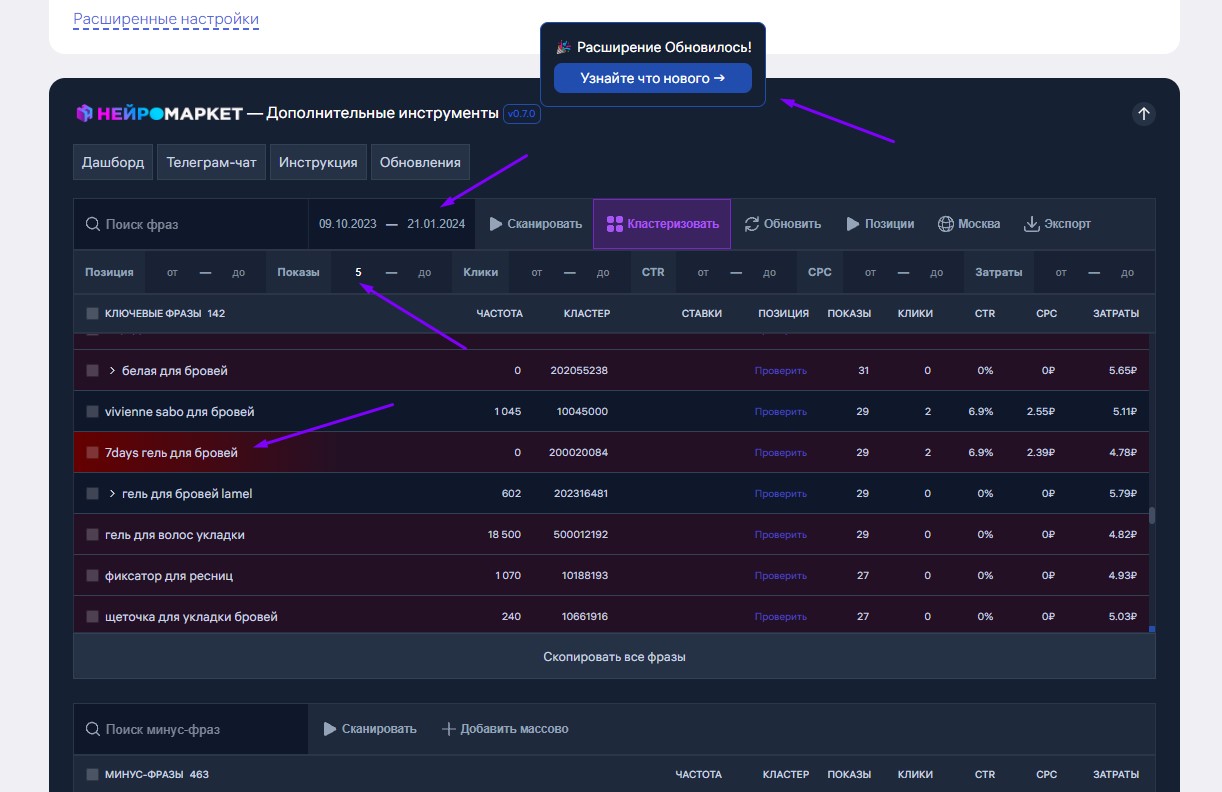 Расширенные настройки
🎉 Расширение Обновилось!
Узнайте что нового →
НЕЙРОМАРКЕТ — Дополнительные инструменты v0.7.0
Дашборд Телеграм-чат Инструкция Обновления
Поиск фраз 09.10.2023 — 21.01.2024 Сканировать Кластеризовать Обновить Позиции Москва Экспорт
Позиция от — до Показы 5 — до Клики от — до CTR от — до CPC от — до Затраты от — до
КЛЮЧЕВЫЕ ФРАЗЫ 142 ЧАСТОТА КЛАСТЕР СТАВКИ ПОЗИЦИЯ ПОКАЗЫ КЛИКИ CTR CPC ЗАТРАТЫ
> белая для бровей 0 202055238 Проверить 31 0 0% 0₽ 5.65₽
vivienne sabo для бровей 1 045 10045000 Проверить 29 2 6.9% 2.55₽ 5.11₽
7days гель для бровей 0 200020084 Проверить 29 2 6.9% 2.39₽ 4.78₽
> гель для бровей lamel 602 202316481 Проверить 29 0 0% 0₽ 5.79₽
гель для волос укладки 18 500 500012192 Проверить 29 0 0% 0₽ 4.82₽
фиксатор для ресниц 1 070 10188193 Проверить 27 0 0% 0₽ 4.93₽
щеточка для укладки бровей 240 10661916 Проверить 27 0 0% 0₽ 5.03₽
Скопировать все фразы
Поиск минус-фраз Сканировать Добавить массово
МИНУС-ФРАЗЫ 463 ЧАСТОТА КЛАСТЕР ПОКАЗЫ КЛИКИ CTR CPC ЗАТРАТЫ